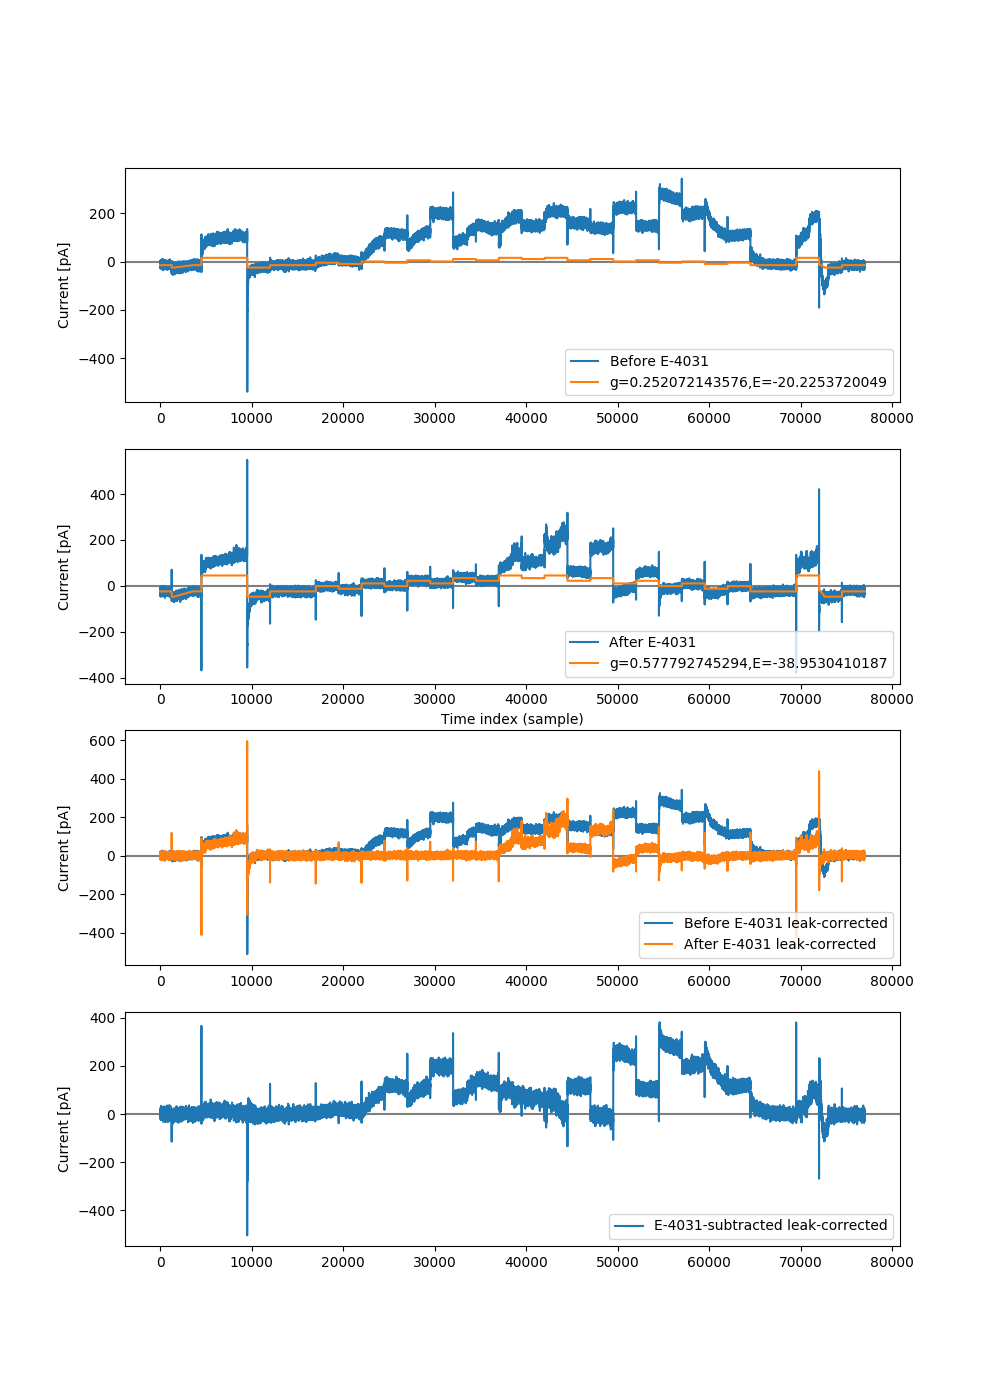 200
0
−200
−400
Current [pA]
Before E-4031
g=0.252072143576,E=-20.2253720049
0 10000 20000 30000 40000 50000 60000 70000 80000
400
200
0
−200
−400
Current [pA]
After E-4031
g=0.577792745294,E=-38.9530410187
0 10000 20000 30000 40000 50000 60000 70000 80000
Time index (sample)
600
400
200
0
−200
−400
Current [pA]
Before E-4031 leak-corrected
After E-4031 leak-corrected
0 10000 20000 30000 40000 50000 60000 70000 80000
400
200
0
−200
−400
Current [pA]
E-4031-subtracted leak-corrected
0 10000 20000 30000 40000 50000 60000 70000 80000